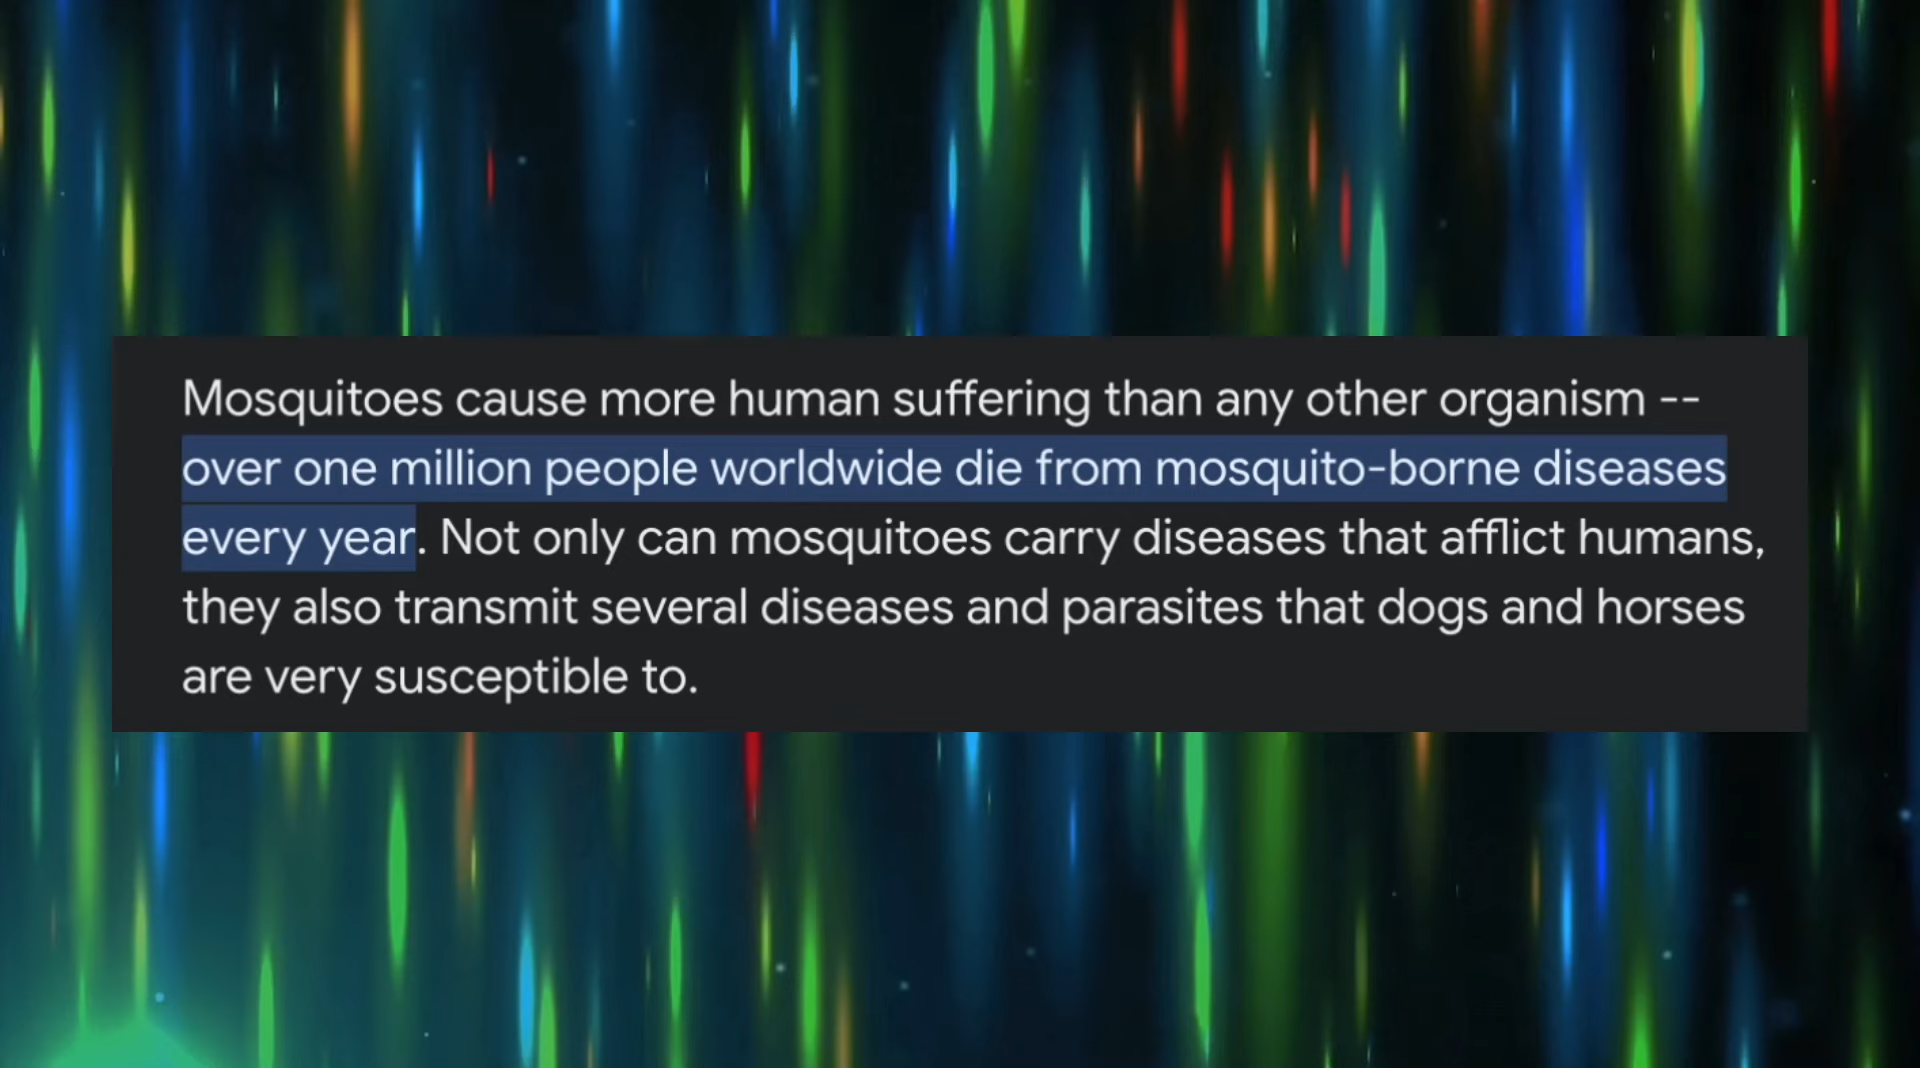 Mosquitoes cause more human suffering than any other organism --
over one million people worldwide die from mosquito-borne diseases
every year. Not only can mosquitoes carry diseases that afflict humans,
they also transmit several diseases and parasites that dogs and horses
are very susceptible to.